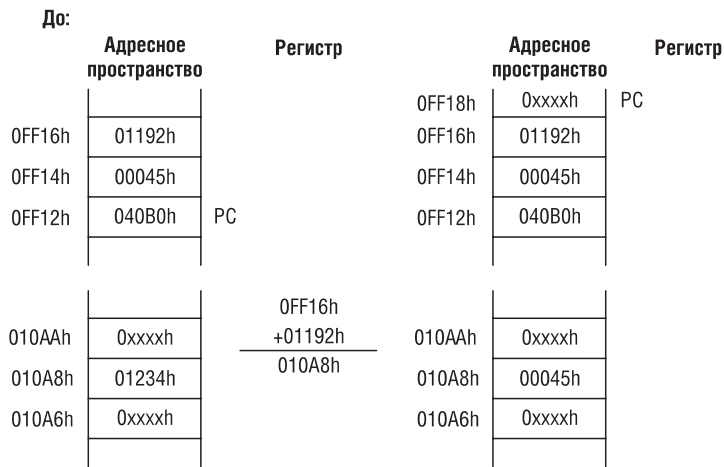 До:
Адресное пространство Регистр Адресное пространство Регистр
0FF18h 0xxxxh PC
0FF16h 01192h 0FF16h 01192h
0FF14h 00045h 0FF14h 00045h
0FF12h 040B0h PC 0FF12h 040B0h
0FF16h
010AAh 0xxxxh +01192h 010AAh 0xxxxh
010A8h 01234h 010A8h 010A8h 00045h
010A6h 0xxxxh 010A6h 0xxxxh